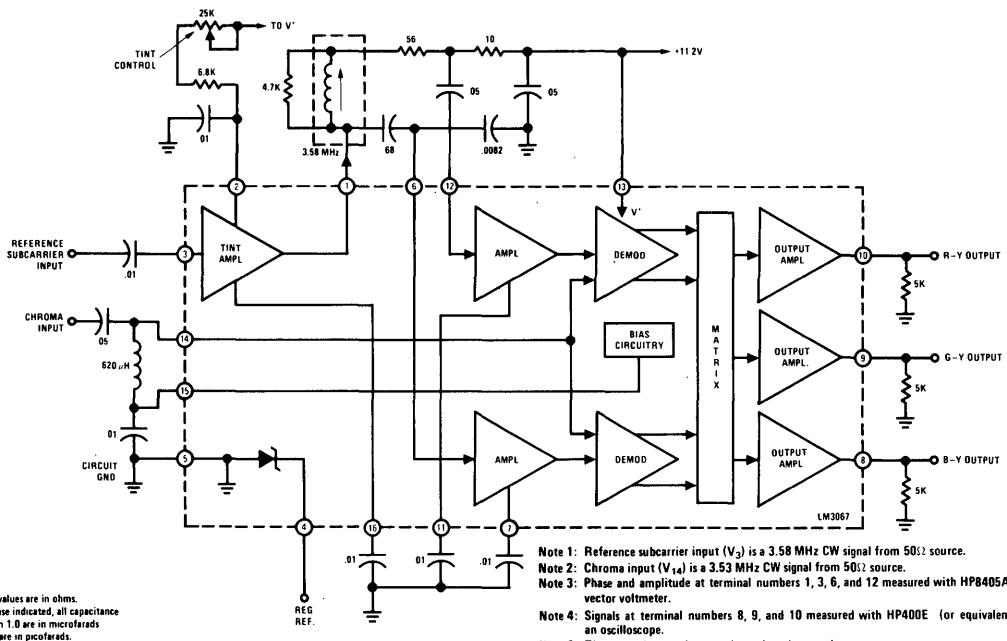 25K
TO V+
TINT
CONTROL
6.8K
.01
4.7K
3.58 MHz
56
10
+11 2V
05
05
68
.0082
2
1
6
12
13
V+
REFERENCE
SUBCARRIER
INPUT
.01
3
TINT
AMPL
AMPL
DEMOD
OUTPUT
AMPL
10
R-Y OUTPUT
5K
CHROMA
INPUT
05
14
620 μH
15
BIAS
CIRCUITRY
MATRIX
OUTPUT
AMPL.
9
G-Y OUTPUT
5K
01
CIRCUIT
GND
5
AMPL
DEMOD
OUTPUT
AMPL
8
B-Y OUTPUT
5K
LM3067
4
16
11
7
.01
.01
.01
REG
REF.
Note 1: Reference subcarrier input (V3) is a 3.58 MHz CW signal from 50Ω source.
Note 2: Chroma input (V14) is a 3.53 MHz CW signal from 50Ω source.
Note 3: Phase and amplitude at terminal numbers 1, 3, 6, and 12 measured with HP8405A
vector voltmeter.
Note 4: Signals at terminal numbers 8, 9, and 10 measured with HP400E (or equivalen
an oscilloscope.
values are in ohms.
se indicated, all capacitance
n 1.0 are in microfarads
are in picofarads.